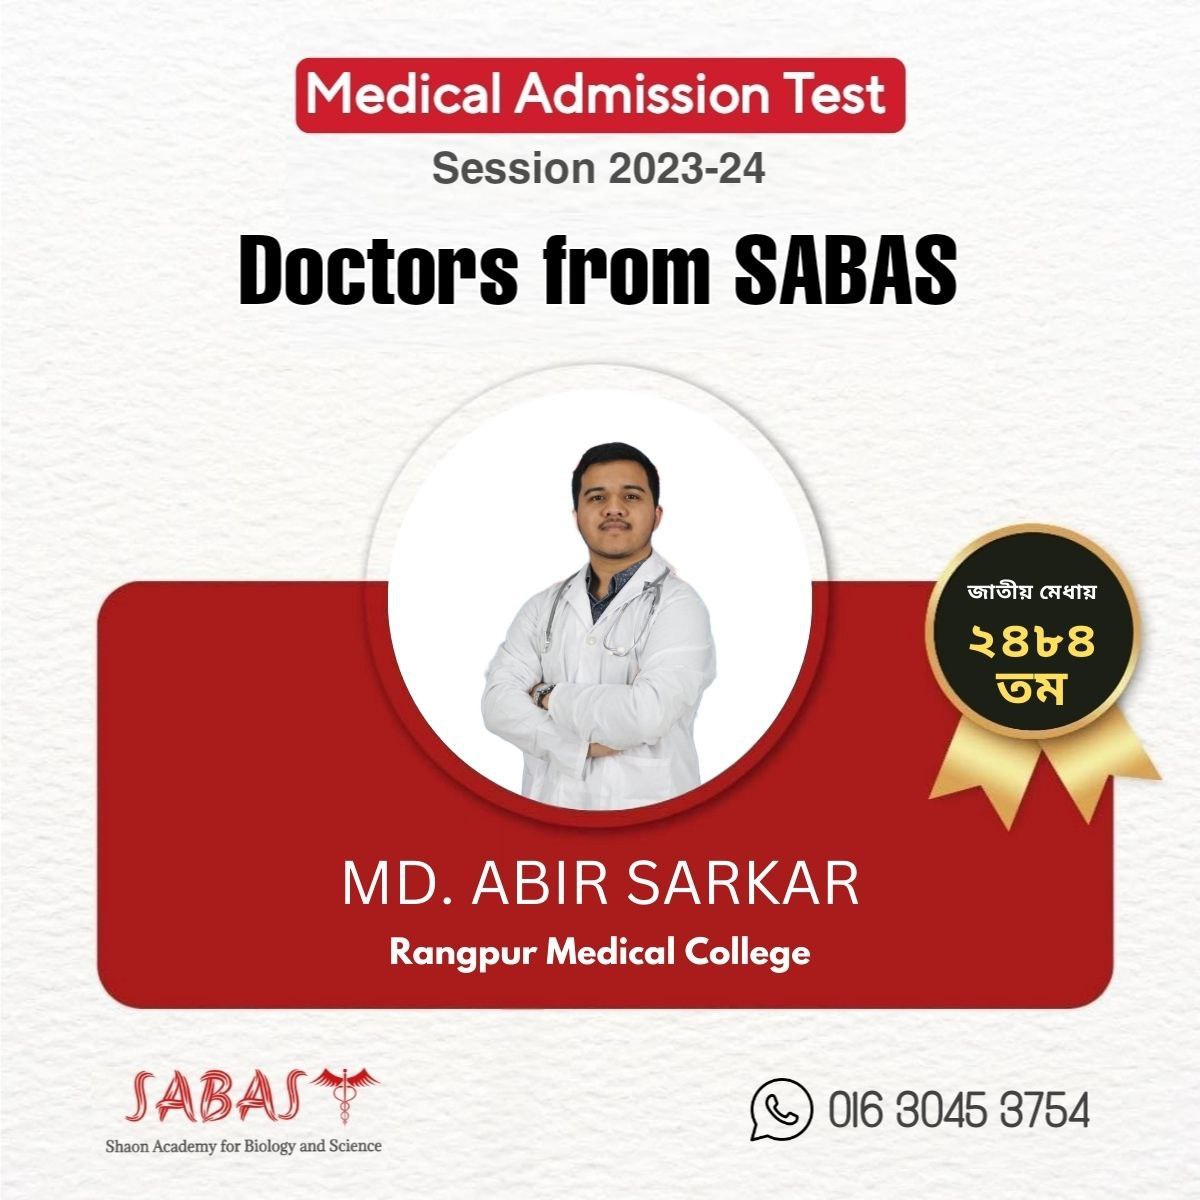 Medical Admission Test
Session 2023-24
Doctors from SABAS
জাতীয় মেধায়
২৪৮৪
তম
MD. ABIR SARKAR
Rangpur Medical College
SABAS
Shaon Academy for Biology and Science
016 3045 3754